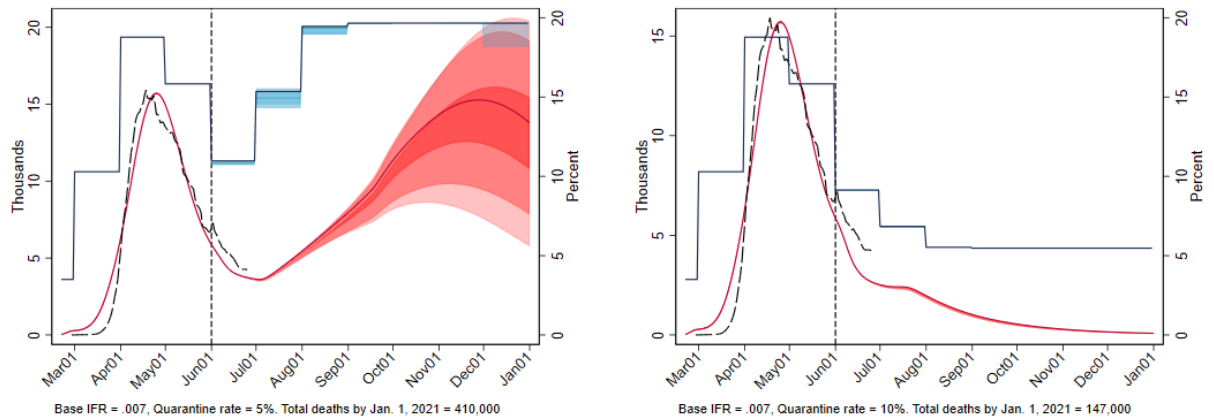 20
15
10
5
0
Thousands
20
15
10
5
0
Percent
Mar01
Apr01
May01
Jun01
Jul01
Aug01
Sep01
Oct01
Nov01
Dec01
Jan01
Base IFR = .007, Quarantine rate = 5%. Total deaths by Jan. 1, 2021 = 410,000
15
10
5
0
Thousands
20
15
10
5
0
Percent
Mar01
Apr01
May01
Jun01
Jul01
Aug01
Sep01
Oct01
Nov01
Dec01
Jan01
Base IFR = .007, Quarantine rate = 10%. Total deaths by Jan. 1, 2021 = 147,000